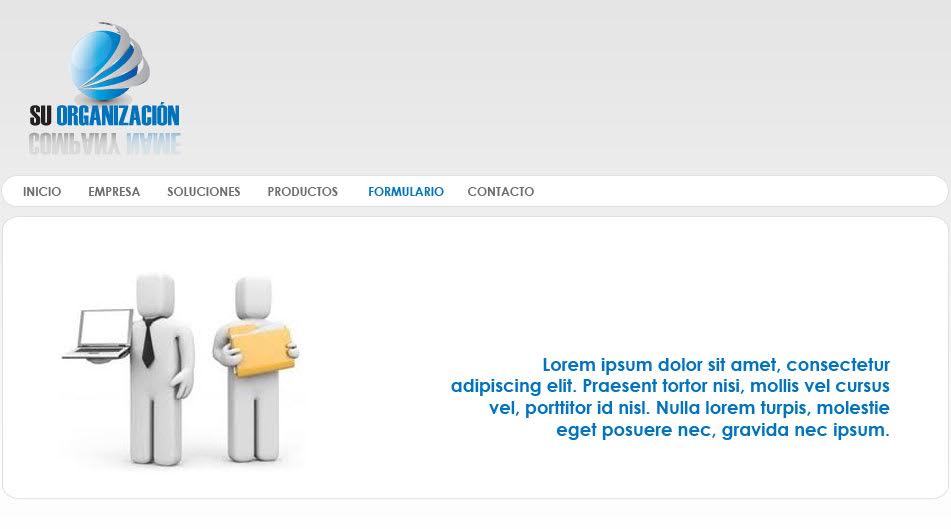 SU ORGANIZACIÓN
COMPANY NAME
INICIO EMPRESA SOLUCIONES PRODUCTOS FORMULARIO CONTACTO
Lorem ipsum dolor sit amet, consectetur
adipiscing elit. Praesent tortor nisi, mollis vel cursus
vel, porttitor id nisl. Nulla lorem turpis, molestie
eget posuere nec, gravida nec ipsum.